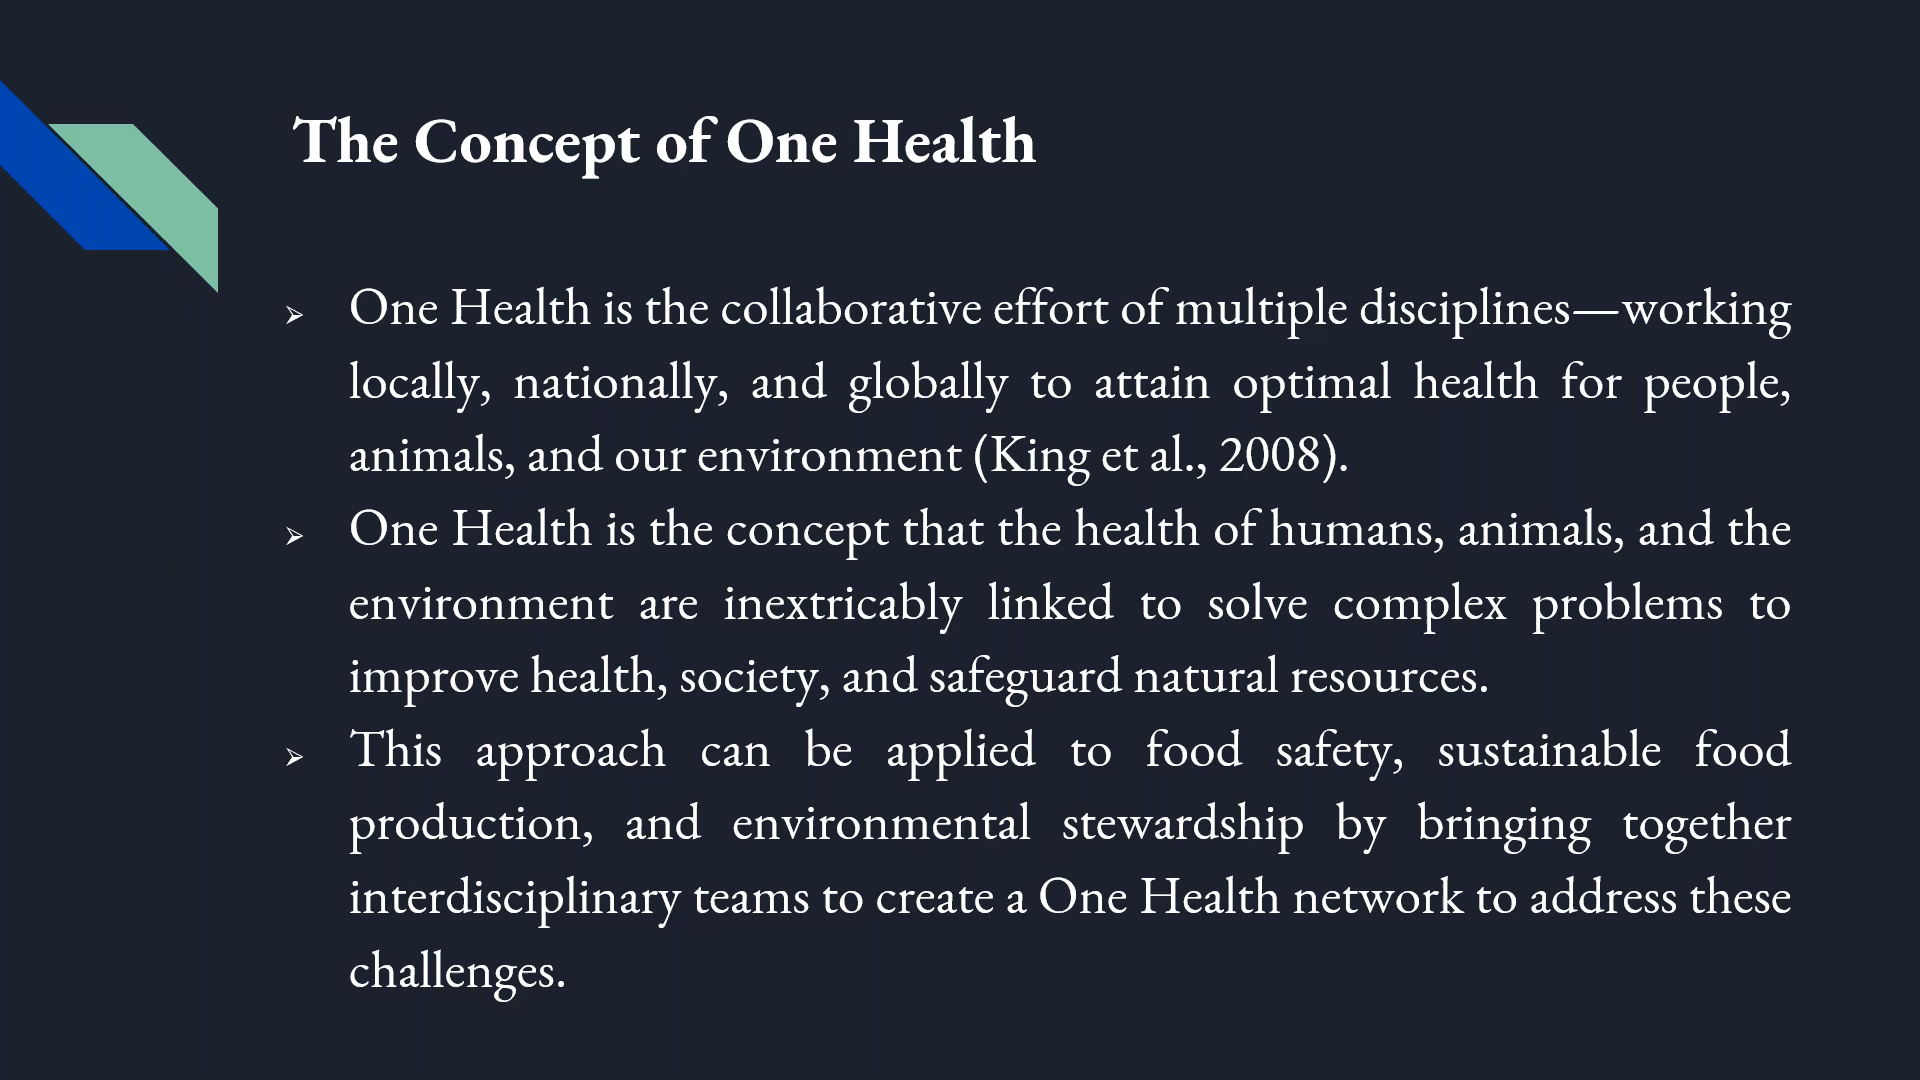 The Concept of One Health
➢ One Health is the collaborative effort of multiple disciplines—working
locally, nationally, and globally to attain optimal health for people,
animals, and our environment (King et al., 2008).
➢ One Health is the concept that the health of humans, animals, and the
environment are inextricably linked to solve complex problems to
improve health, society, and safeguard natural resources.
➢ This approach can be applied to food safety, sustainable food
production, and environmental stewardship by bringing together
interdisciplinary teams to create a One Health network to address these
challenges.